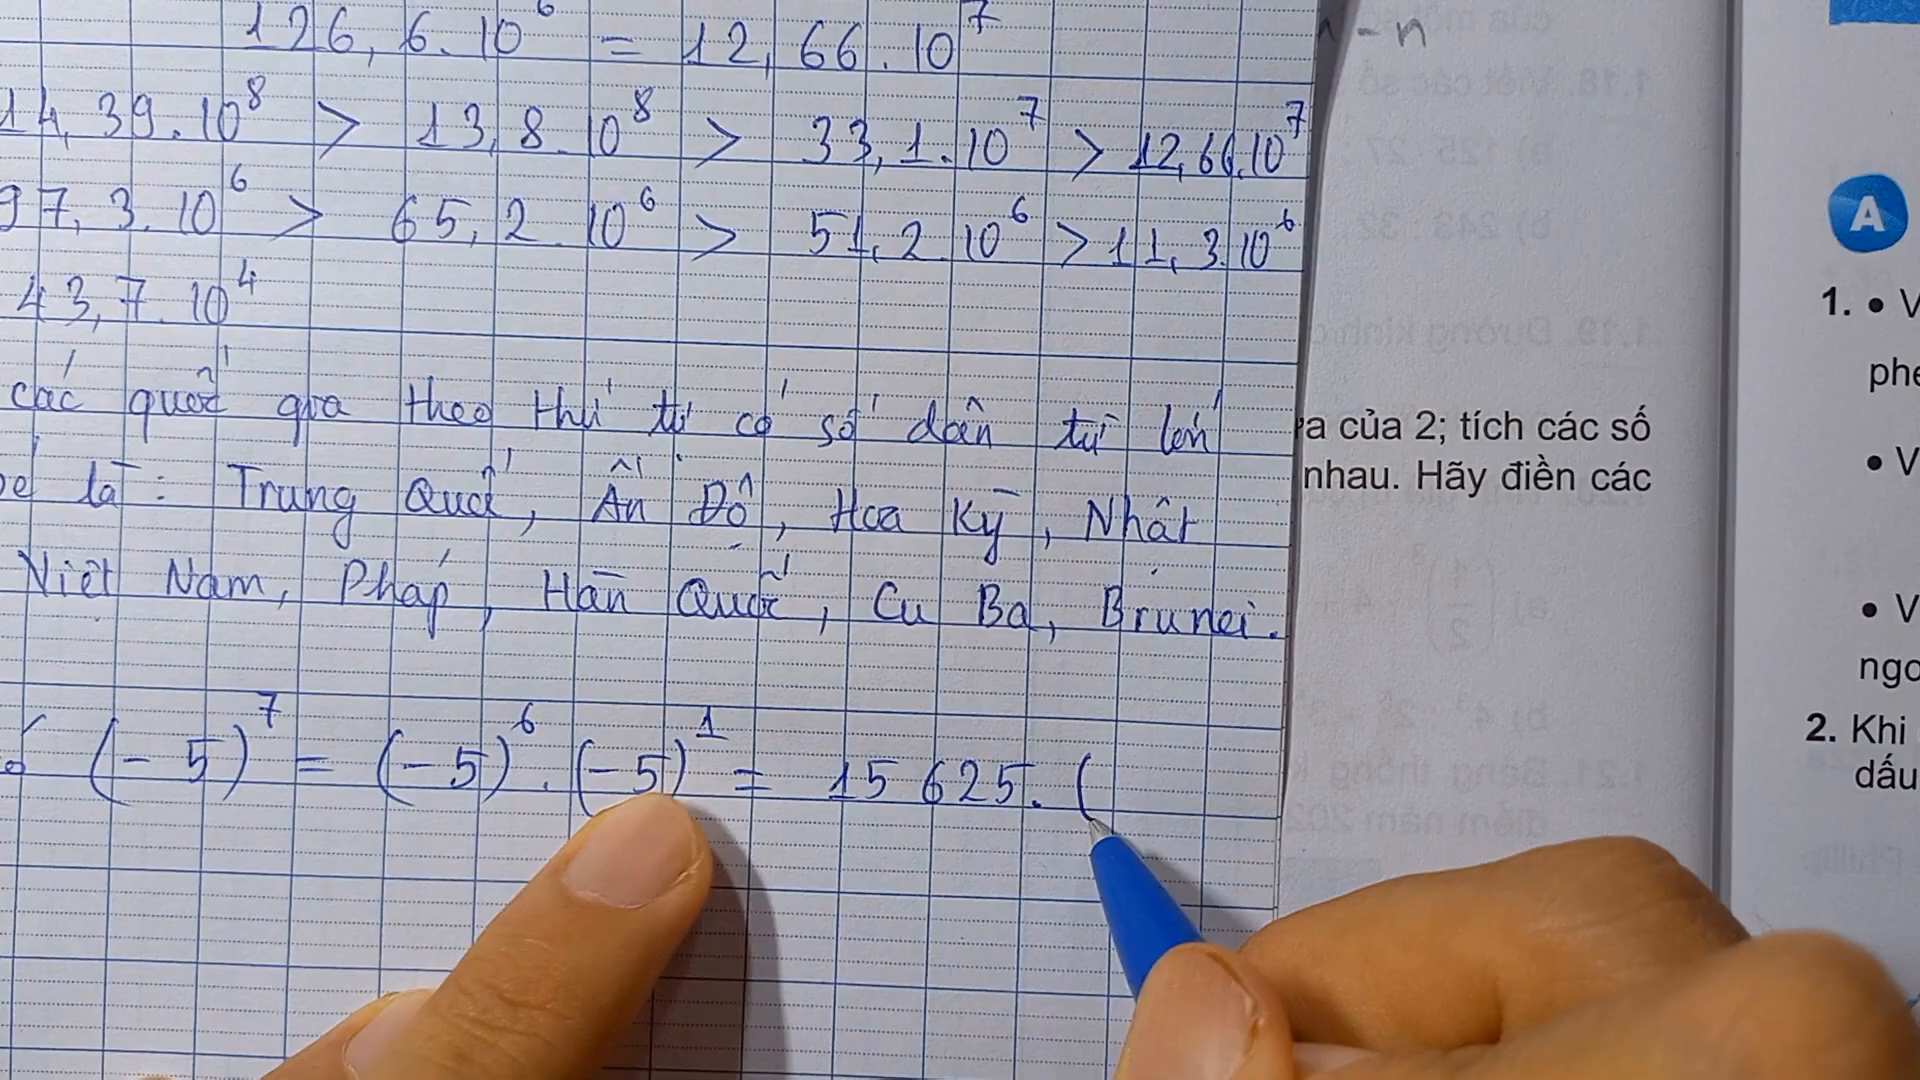 126,6.10⁶ = 12,66.10⁷
14,39.10⁸ > 13,8.10⁸ > 33,1.10⁷ > 12,66.10⁷
97,3.10⁶ > 65,2.10⁶ > 51,2.10⁶ > 11,3.10⁶
43,7.10⁴
các quốc gia theo thứ tự có số dân từ lớn
bé là: Trung Quốc, Ấn Độ, Hoa Kỳ, Nhật
Việt Nam, Pháp, Hàn Quốc, Cu Ba, Brunei.
(-5)⁷ = (-5)⁶.(-5)¹ = 15 625.(
-n
của 2; tích các số
nhau. Hãy điền các
A
1. • V
• V
• V
2. Khi
dấu